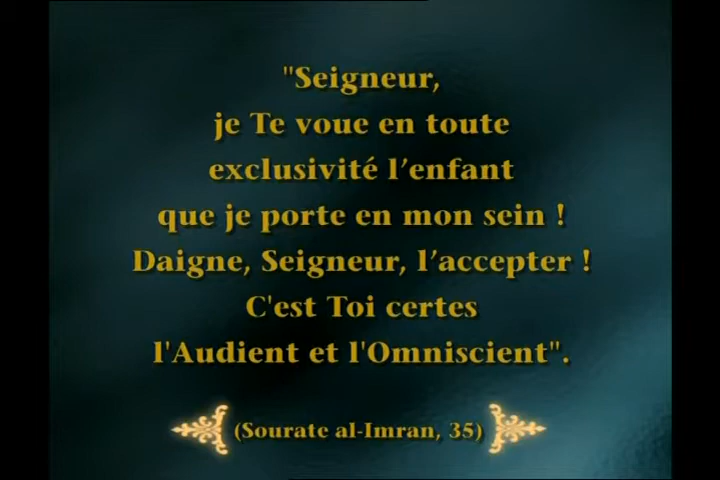 "Seigneur,
je Te voue en toute
exclusivité l’enfant
que je porte en mon sein !
Daigne, Seigneur, l’accepter !
C'est Toi certes
l'Audient et l'Omniscient".
(Sourate al-Imran, 35)